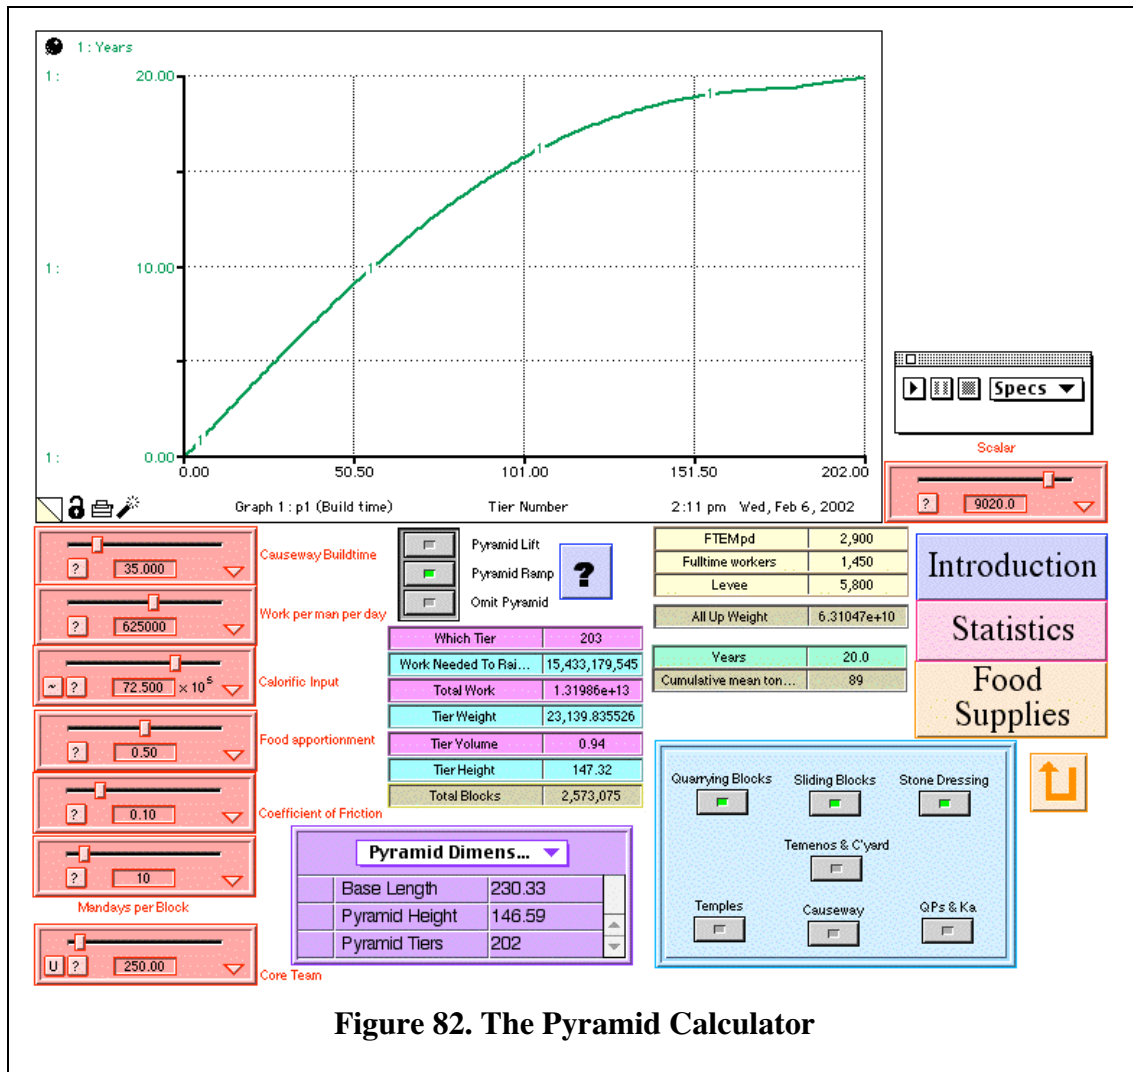 1: Years
1: 20.00
1: 10.00
1: 0.00
0.00 50.50 101.00 151.50 202.00
1 1 1 1
Graph 1: p1 (Build time) Tier Number 2:11 pm Wed, Feb 6, 2002
Specs
Scalar
? 9020.0
? 35.000
Causeway Buildtime
? 625000
Work per man per day
~ ? 72.500 × 10^5
Calorific Input
? 0.50
Food apportionment
? 0.10
Coefficient of Friction
? 10
Mandays per Block
U ? 250.00
Core Team
Pyramid Lift
Pyramid Ramp
Omit Pyramid
?
Which Tier 203
Work Needed To Rai... 15,433,179,545
Total Work 1.31986e+13
Tier Weight 23,139.835526
Tier Volume 0.94
Tier Height 147.32
Total Blocks 2,573,075
Pyramid Dimens...
Base Length 230.33
Pyramid Height 146.59
Pyramid Tiers 202
FTEMpd 2,900
Fulltime workers 1,450
Levee 5,800
All Up Weight 6.31047e+10
Years 20.0
Cumulative mean ton... 89
Introduction
Statistics
Food
Supplies
Quarrying Blocks Sliding Blocks Stone Dressing
Temenos & C'yard
Temples Causeway QPs & Ka
Figure 82. The Pyramid Calculator